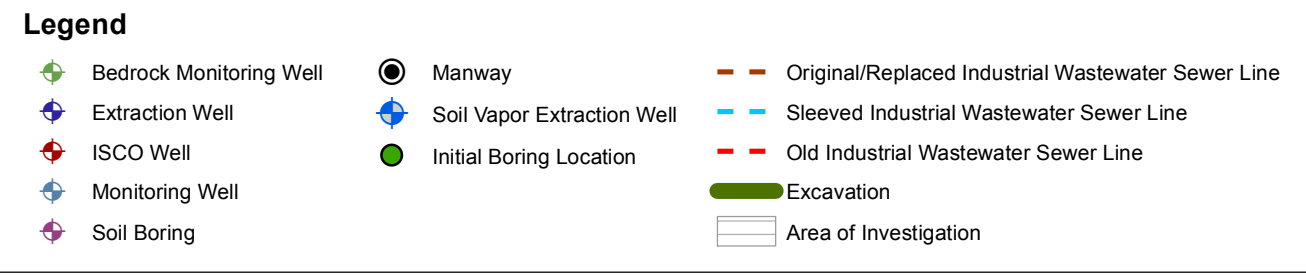 Legend
Bedrock Monitoring Well
Extraction Well
ISCO Well
Monitoring Well
Soil Boring
Manway
Soil Vapor Extraction Well
Initial Boring Location
Original/Replaced Industrial Wastewater Sewer Line
Sleeved Industrial Wastewater Sewer Line
Old Industrial Wastewater Sewer Line
Excavation
Area of Investigation